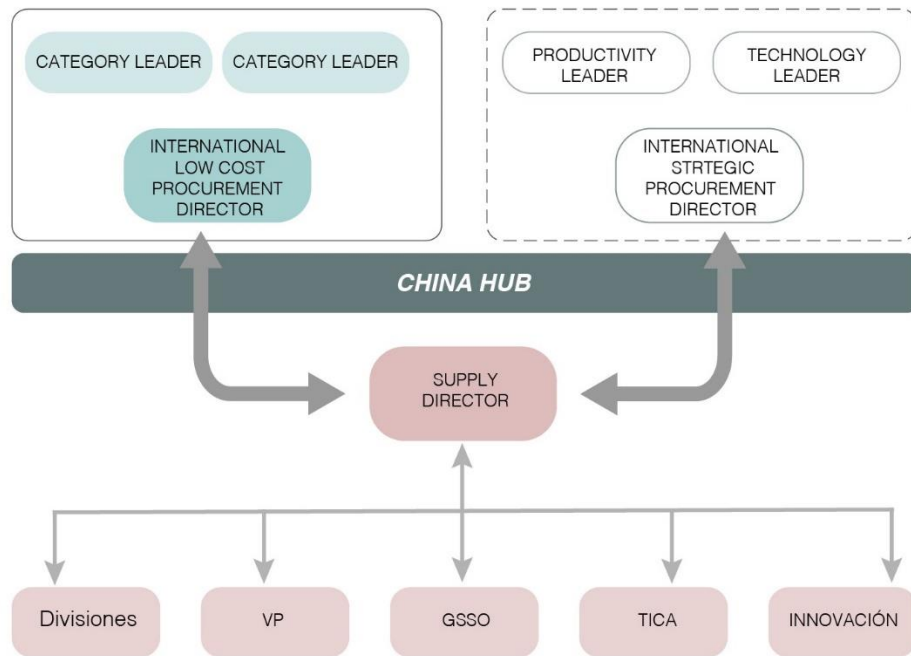 CATEGORY LEADER
CATEGORY LEADER
PRODUCTIVITY
LEADER
TECHNOLOGY
LEADER
INTERNATIONAL
LOW COST
PROCUREMENT
DIRECTOR
INTERNATIONAL
STRTEGIC
PROCUREMENT
DIRECTOR
CHINA HUB
SUPPLY
DIRECTOR
Divisiones
VP
GSSO
TICA
INNOVACIÓN